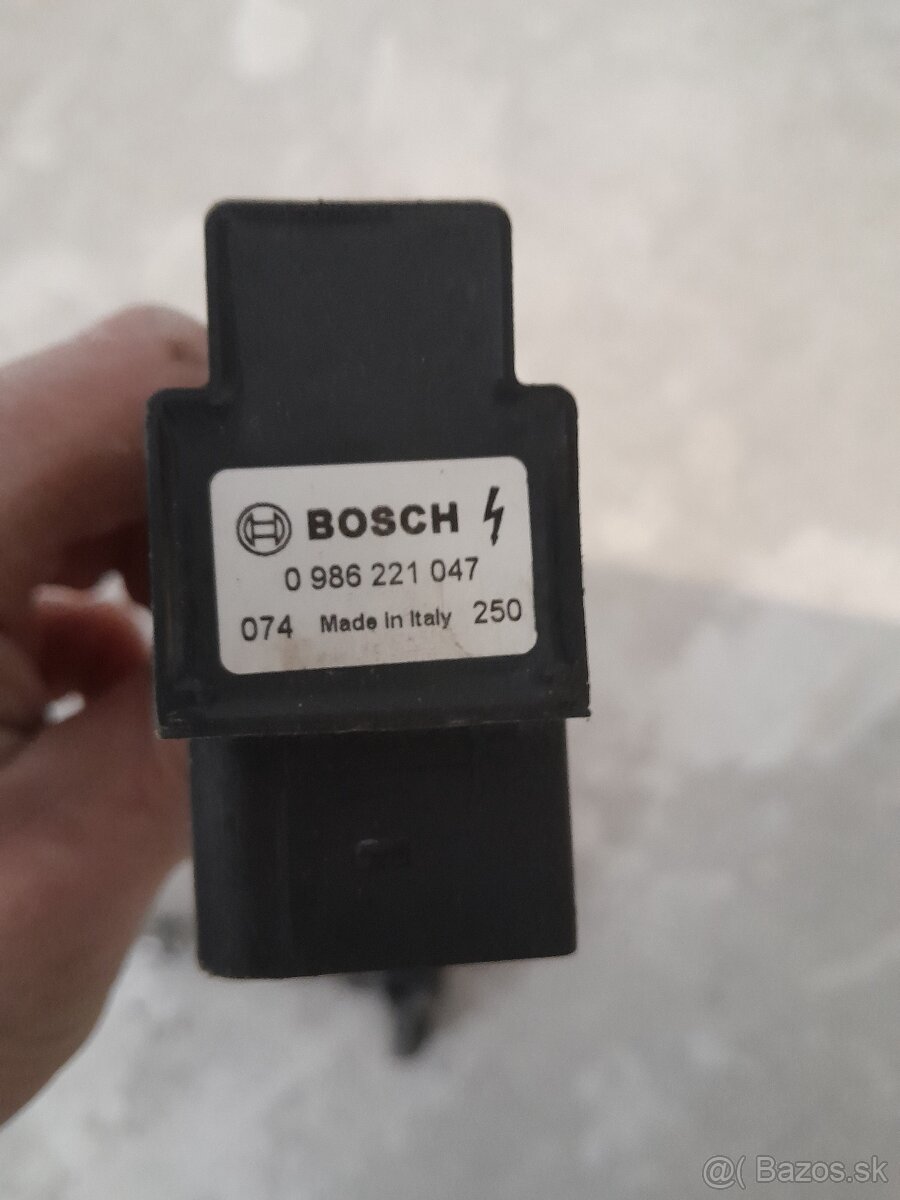 BOSCH
0 986 221 047
074 Made in Italy 250
@( Bazos.sk